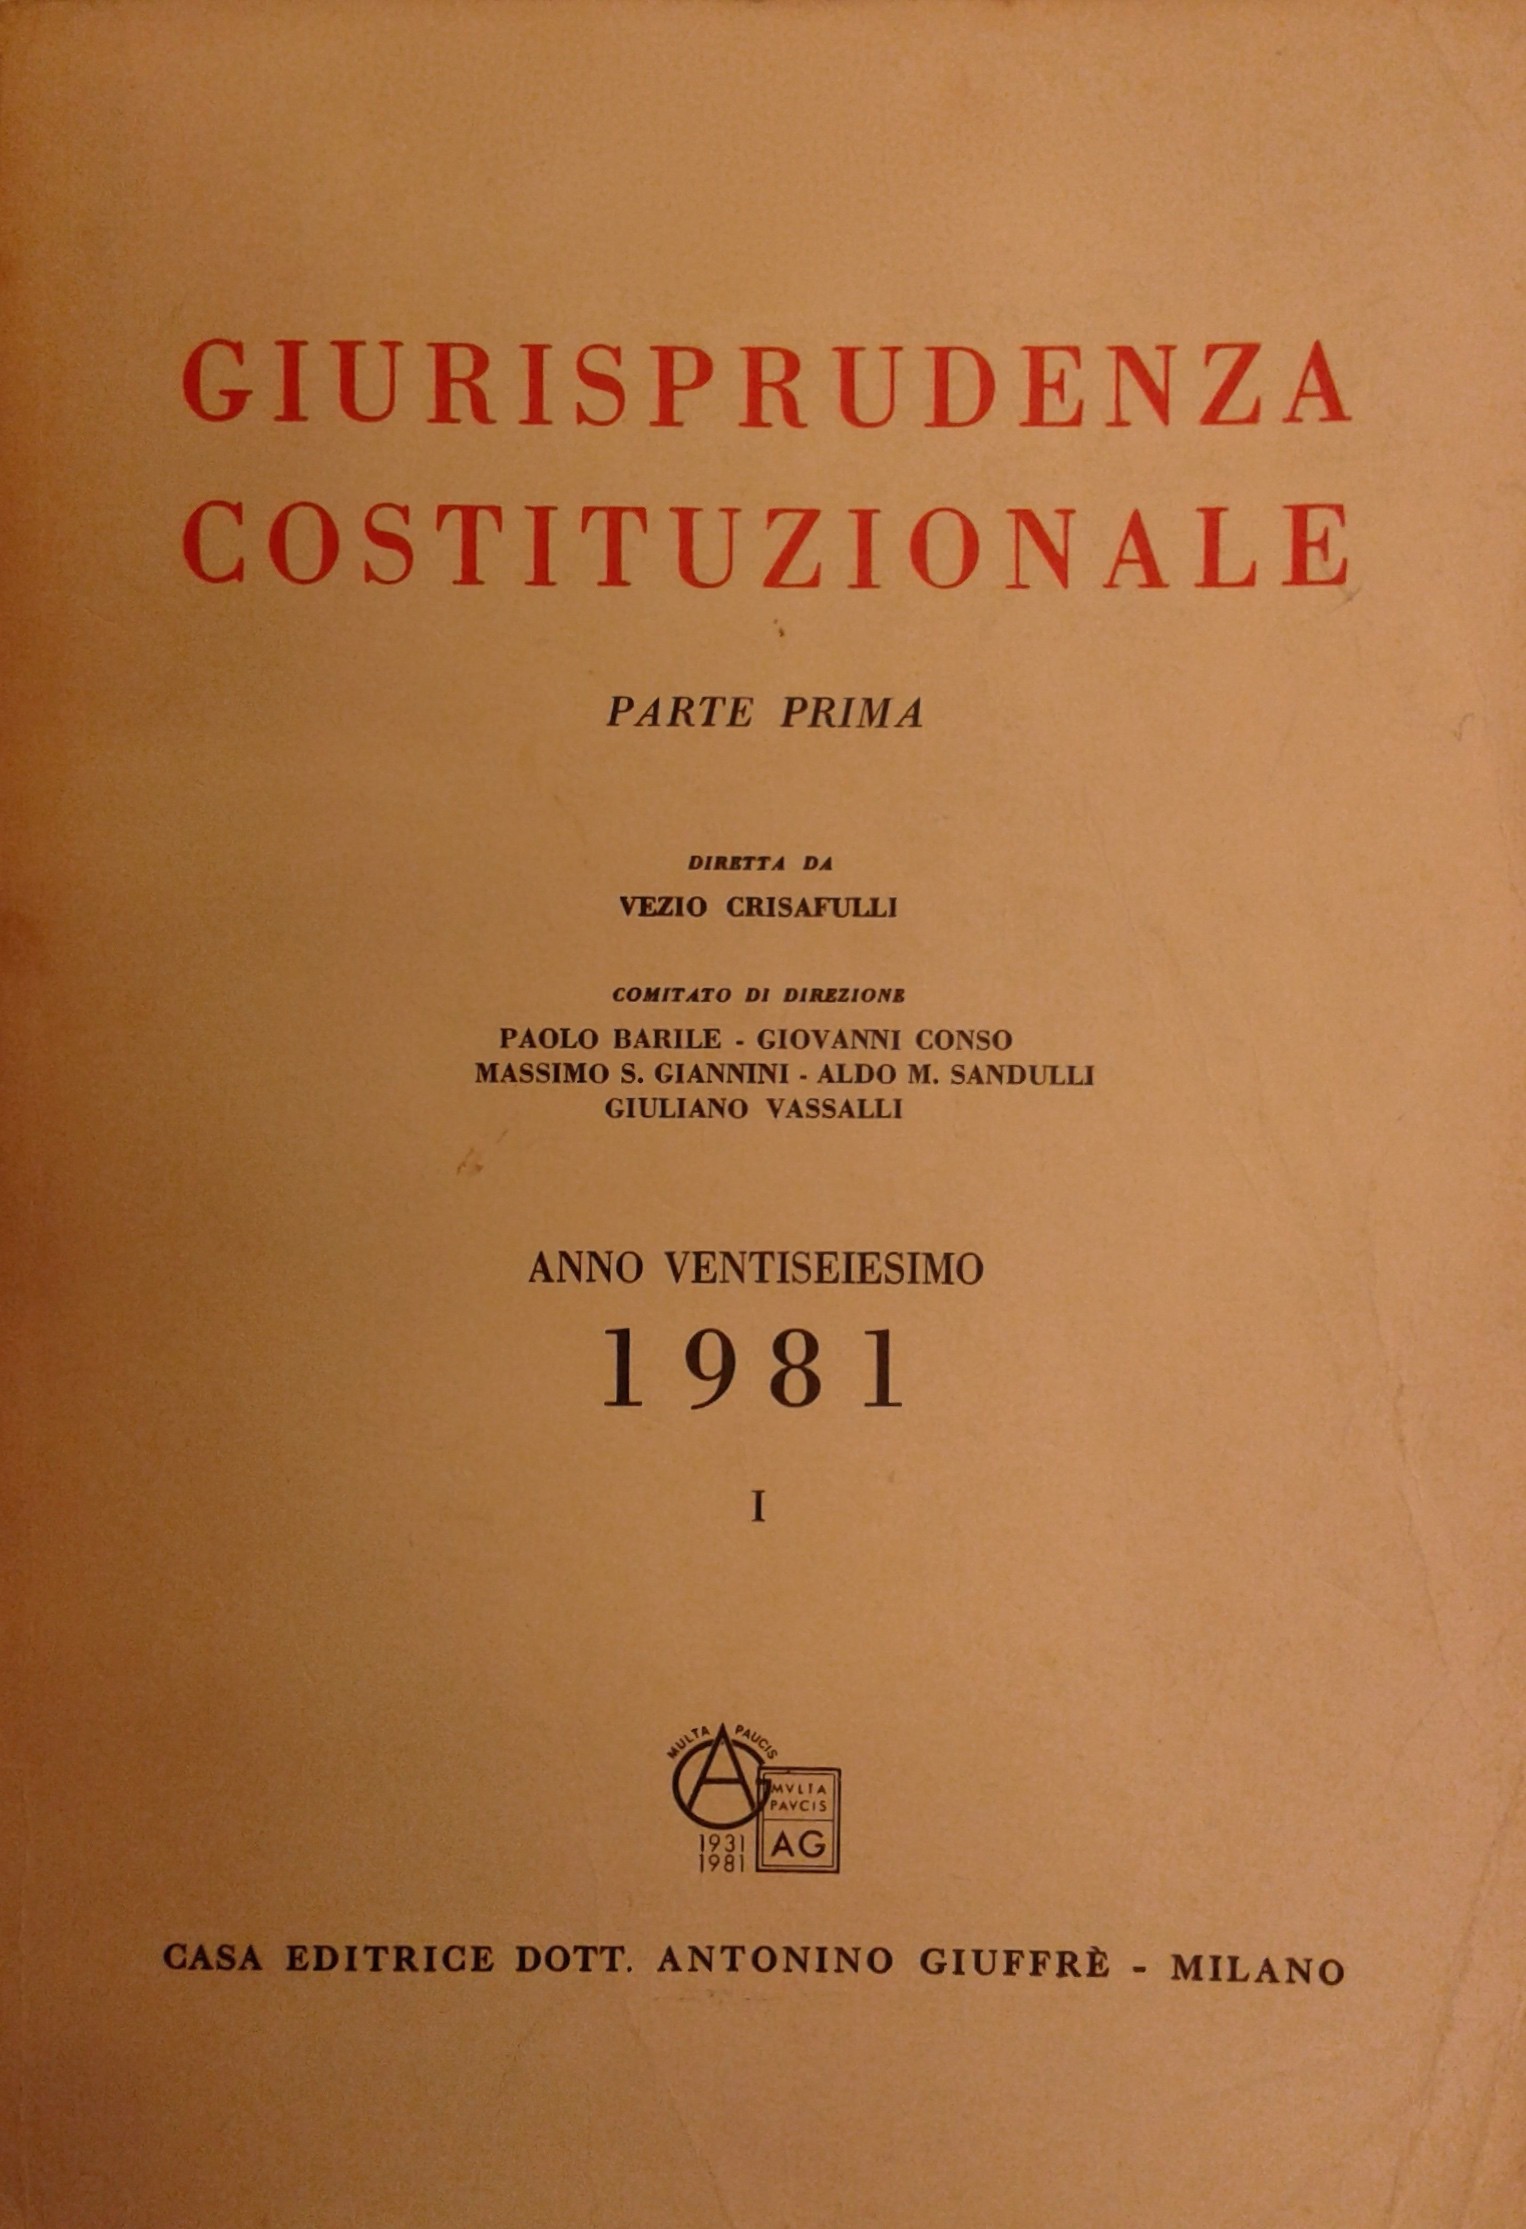 GIURISPRUDENZA
COSTITUZIONALE
PARTE PRIMA
DIRETTA DA
VEZIO CRISAFULLI
COMITATO DI DIREZIONE
PAOLO BARILE - GIOVANNI CONSO
MASSIMO S. GIANNINI - ALDO M. SANDULLI
GIULIANO VASSALLI
ANNO VENTISEIESIMO
1981
I
MULTA PAUCIS
AG
1931
1981
MVLTA
PAVCIS
AG
CASA EDITRICE DOTT. ANTONINO GIUFFRÈ - MILANO